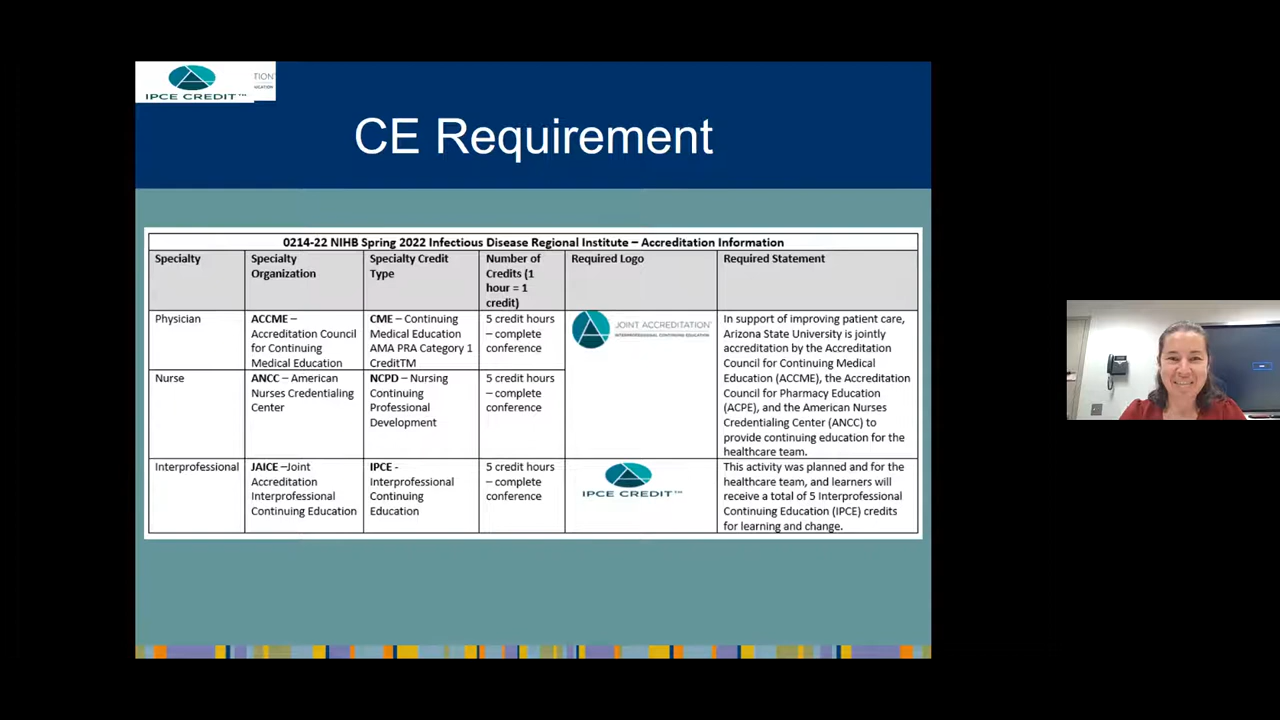 IPCE CREDIT™
TION
CE Requirement
0214-22 NIHB Spring 2022 Infectious Disease Regional Institute – Accreditation Information
Specialty
Specialty
Organization
Specialty Credit
Type
Number of
Credits (1
hour = 1
credit)
Required Logo
Required Statement
Physician
ACCME –
Accreditation Council
for Continuing
Medical Education
CME – Continuing
Medical Education
AMA PRA Category 1
CreditTM
5 credit hours
– complete
conference
JOINT ACCREDITATION™
INTERPROFESSIONAL CONTINUING EDUCATION
In support of improving patient care,
Arizona State University is jointly
accreditation by the Accreditation
Council for Continuing Medical
Education (ACCME), the Accreditation
Council for Pharmacy Education
(ACPE), and the American Nurses
Credentialing Center (ANCC) to
provide continuing education for the
healthcare team.
Nurse
ANCC – American
Nurses Credentialing
Center
NCPD – Nursing
Continuing
Professional
Development
5 credit hours
– complete
conference
Interprofessional
JAICE –Joint
Accreditation
Interprofessional
Continuing Education
IPCE -
Interprofessional
Continuing
Education
5 credit hours
– complete
conference
IPCE CREDIT™
This activity was planned and for the
healthcare team, and learners will
receive a total of 5 Interprofessional
Continuing Education (IPCE) credits
for learning and change.